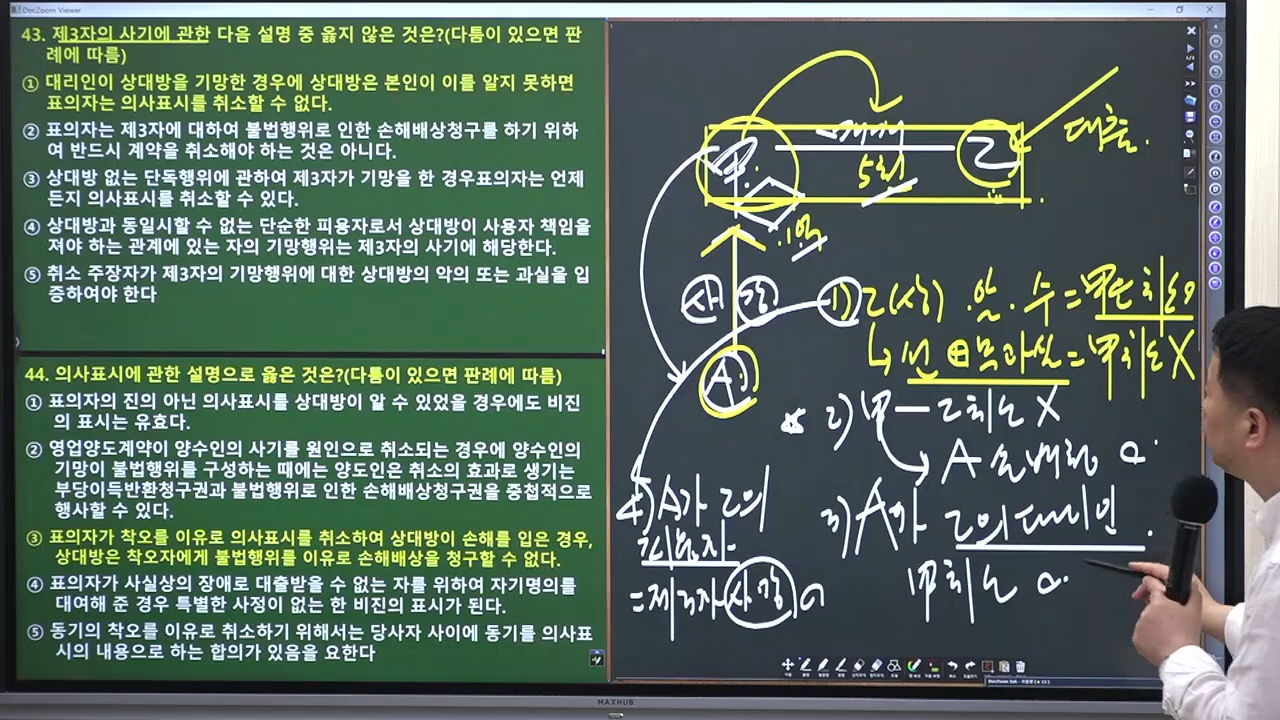 DocZoom Viewer
43. 제3자의 사기에 관한 다음 설명 중 옳지 않은 것은?(다툼이 있으면 판
례에 따름)
① 대리인이 상대방을 기망한 경우에 상대방은 본인이 이를 알지 못하면
표의자는 의사표시를 취소할 수 없다.
② 표의자는 제3자에 대하여 불법행위로 인한 손해배상청구를 하기 위하
여 반드시 계약을 취소해야 하는 것은 아니다.
③ 상대방 없는 단독행위에 관하여 제3자가 기망을 한 경우표의자는 언제
든지 의사표시를 취소할 수 있다.
④ 상대방과 동일시할 수 없는 단순한 피용자로서 상대방이 사용자 책임을
져야 하는 관계에 있는 자의 기망행위는 제3자의 사기에 해당한다.
⑤ 취소 주장자가 제3자의 기망행위에 대한 상대방의 악의 또는 과실을 입
증하여야 한다
44. 의사표시에 관한 설명으로 옳은 것은?(다툼이 있으면 판례에 따름)
① 표의자의 진의 아닌 의사표시를 상대방이 알 수 있었을 경우에도 비진
의 표시는 유효다.
② 영업양도계약이 양수인의 사기를 원인으로 취소되는 경우에 양수인의
기망이 불법행위를 구성하는 때에는 양도인은 취소의 효과로 생기는
부당이득반환청구권과 불법행위로 인한 손해배상청구권을 중첩적으로
행사할 수 있다.
③ 표의자가 착오를 이유로 의사표시를 취소하여 상대방이 손해를 입은 경우,
상대방은 착오자에게 불법행위를 이유로 손해배상을 청구할 수 없다.
④ 표의자가 사실상의 장애로 대출받을 수 없는 자를 위하여 자기명의를
대여해 준 경우 특별한 사정이 없는 한 비진의 표시가 된다.
⑤ 동기의 착오를 이유로 취소하기 위해서는 당사자 사이에 동기를 의사표
시의 내용으로 하는 합의가 있음을 요한다
甲 매매 乙
대출.
1억
사 강
A
1) 乙(상) 알. 수 =
선 ⊕ 무과실 = 甲취소 X
2) 甲 — 乙취소 X
A 손배청 O
3) A가 乙의 대리인
甲취소 O
4) A가 乙의
피용자
= 제3자 사 강 O
MAXHUB